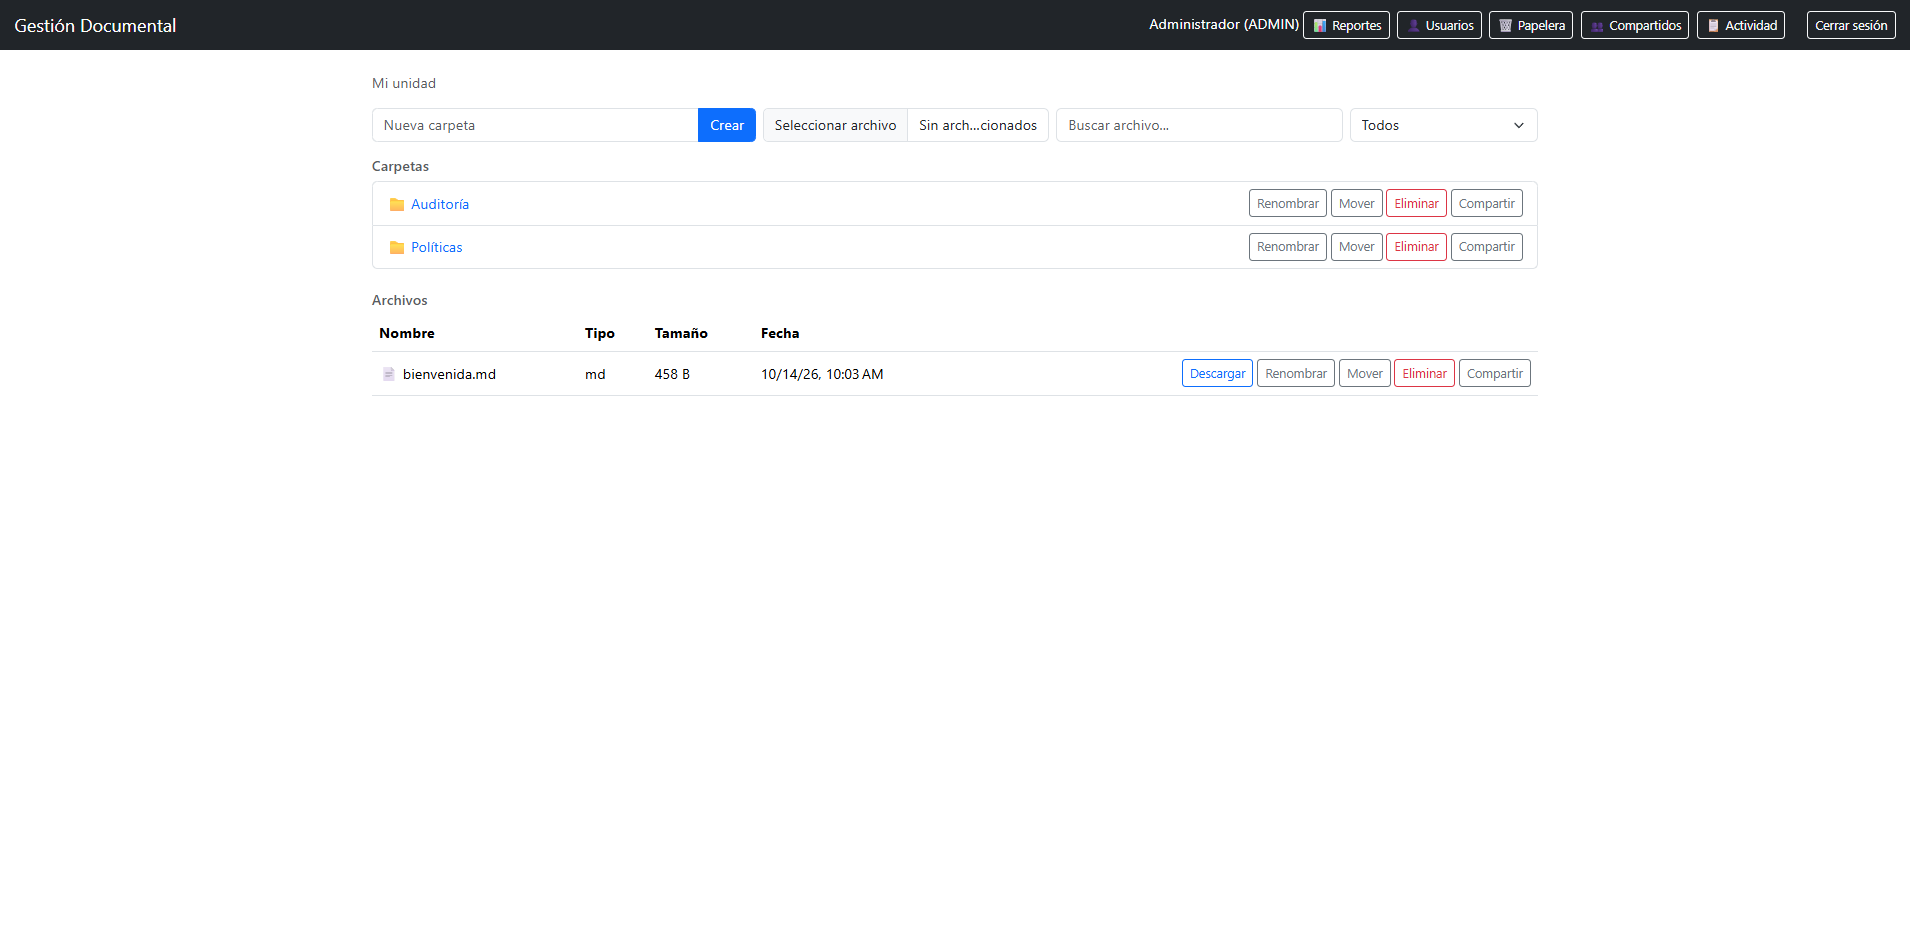 Gestión Documental
Administrador (ADMIN) Reportes Usuarios Papelera Compartidos Actividad Cerrar sesión
Mi unidad
Nueva carpeta Crear Seleccionar archivo Sin arch...cionados Buscar archivo... Todos
Carpetas
Auditoría Renombrar Mover Eliminar Compartir
Políticas Renombrar Mover Eliminar Compartir
Archivos
Nombre Tipo Tamaño Fecha
bienvenida.md md 458 B 10/14/26, 10:03 AM Descargar Renombrar Mover Eliminar Compartir